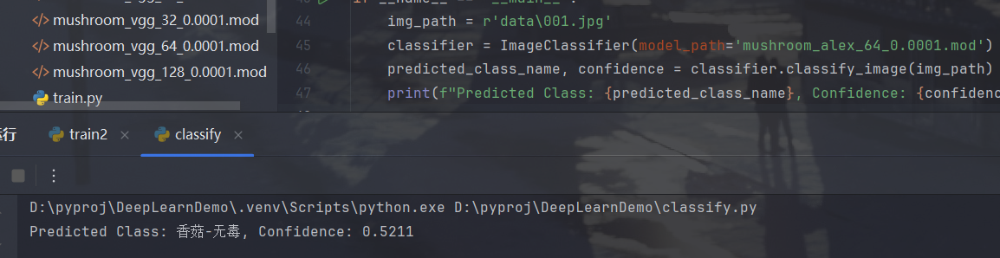 mushroom_vgg_32_0.0001.mod
mushroom_vgg_64_0.0001.mod
mushroom_vgg_128_0.0001.mod
train.py
44 img_path = r'data\001.jpg'
45 classifier = ImageClassifier(model_path='mushroom_alex_64_0.0001.mod')
46 predicted_class_name, confidence = classifier.classify_image(img_path)
47 print(f"Predicted Class: {predicted_class_name}, Confidence: {confidenc
运行 train2 × classify ×
D:\pyproj\DeepLearnDemo\.venv\Scripts\python.exe D:\pyproj\DeepLearnDemo\classify.py
Predicted Class: 香菇-无毒, Confidence: 0.5211